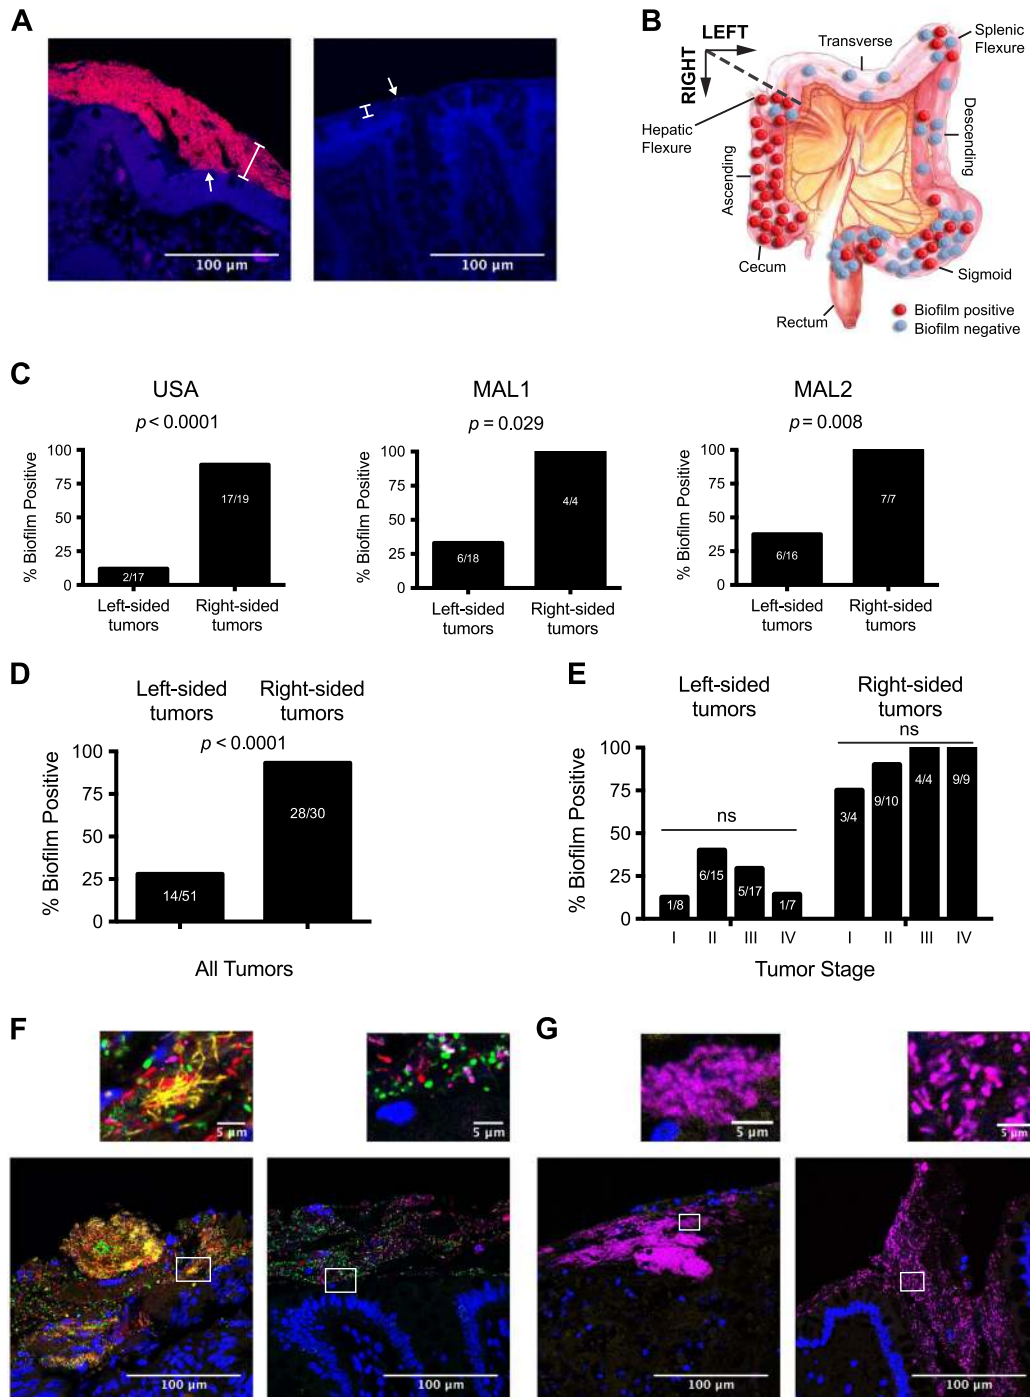 A
100 µm
100 µm
B
LEFT
RIGHT
Transverse
Splenic
Flexure
Hepatic
Flexure
Ascending
Descending
Cecum
Sigmoid
Rectum
Biofilm positive
Biofilm negative
C
USA
p < 0.0001
% Biofilm Positive
100
75
50
25
0
2/17
17/19
Left-sided
tumors
Right-sided
tumors
MAL1
p = 0.029
% Biofilm Positive
100
75
50
25
0
6/18
4/4
Left-sided
tumors
Right-sided
tumors
MAL2
p = 0.008
% Biofilm Positive
100
75
50
25
0
6/16
7/7
Left-sided
tumors
Right-sided
tumors
D
Left-sided
tumors
Right-sided
tumors
p < 0.0001
% Biofilm Positive
100
75
50
25
0
14/51
28/30
All Tumors
E
Left-sided
tumors
Right-sided
tumors
ns
ns
% Biofilm Positive
100
75
50
25
0
1/8
6/15
5/17
1/7
3/4
9/10
4/4
9/9
I
II
III
IV
I
II
III
IV
Tumor Stage
F
5 µm
5 µm
100 µm
100 µm
G
5 µm
5 µm
100 µm
100 µm